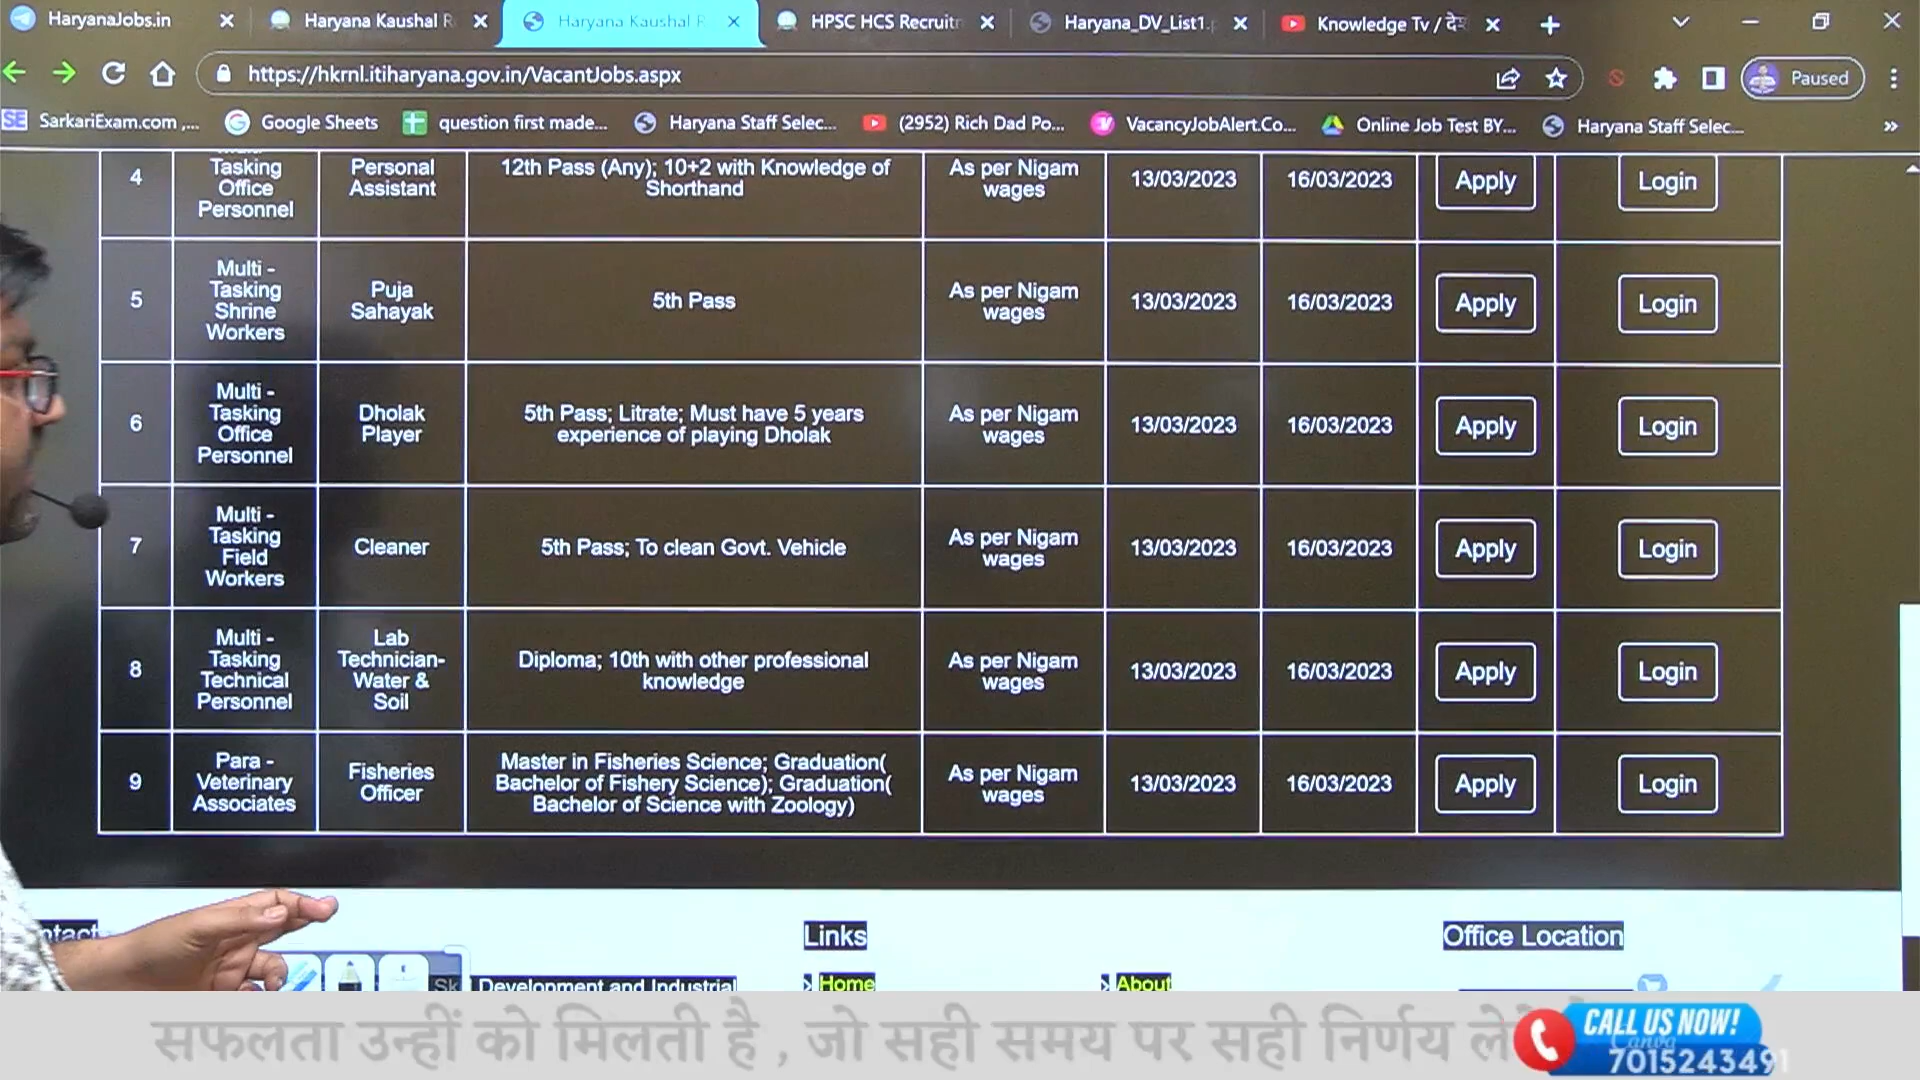 HaryanaJobs.in
Haryana Kaushal R
Haryana Kaushal R
HPSC HCS Recruitm
Haryana_DV_List1.
Knowledge Tv /
https://hkrnl.itiharyana.gov.in/VacantJobs.aspx
Paused
SE SarkariExam.com ,...
Google Sheets
question first made...
Haryana Staff Selec...
(2952) Rich Dad Po...
VacancyJobAlert.Co...
Online Job Test BY...
Haryana Staff Selec...
»
4
Tasking
Office
Personnel
Personal
Assistant
12th Pass (Any); 10+2 with Knowledge of
Shorthand
As per Nigam
wages
13/03/2023
16/03/2023
Apply
Login
5
Multi -
Tasking
Shrine
Workers
Puja
Sahayak
5th Pass
As per Nigam
wages
13/03/2023
16/03/2023
Apply
Login
6
Multi -
Tasking
Office
Personnel
Dholak
Player
5th Pass; Litrate; Must have 5 years
experience of playing Dholak
As per Nigam
wages
13/03/2023
16/03/2023
Apply
Login
7
Multi -
Tasking
Field
Workers
Cleaner
5th Pass; To clean Govt. Vehicle
As per Nigam
wages
13/03/2023
16/03/2023
Apply
Login
8
Multi -
Tasking
Technical
Personnel
Lab
Technician-
Water &
Soil
Diploma; 10th with other professional
knowledge
As per Nigam
wages
13/03/2023
16/03/2023
Apply
Login
9
Para -
Veterinary
Associates
Fisheries
Officer
Master in Fisheries Science; Graduation(
Bachelor of Fishery Science); Graduation(
Bachelor of Science with Zoology)
As per Nigam
wages
13/03/2023
16/03/2023
Apply
Login
ntact
Links
Office Location
Sk
Development and Industrial
Home
About
सफलता उन्हीं को मिलती है , जो सही समय पर सही निर्णय
CALL US NOW!
Canva
7015243491